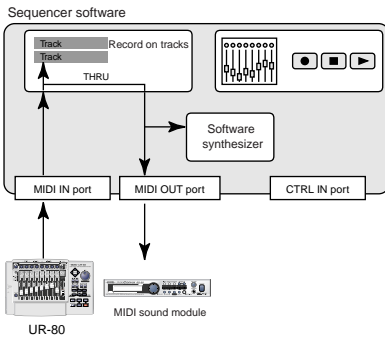 Sequencer software
Track
Record on tracks
Track
THRU
Software
synthesizer
MIDI IN port
MIDI OUT port
CTRL IN port
MIDI sound module
UR-80